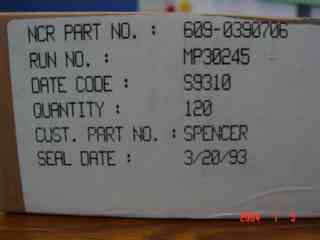 NCR PART NO. : 609-0390706
RUN NO. : MP30245
DATE CODE : S9310
QUANTITY : 120
CUST. PART NO. : SPENCER
SEAL DATE : 3/20/93